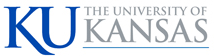 KU THE UNIVERSITY OF
KANSAS